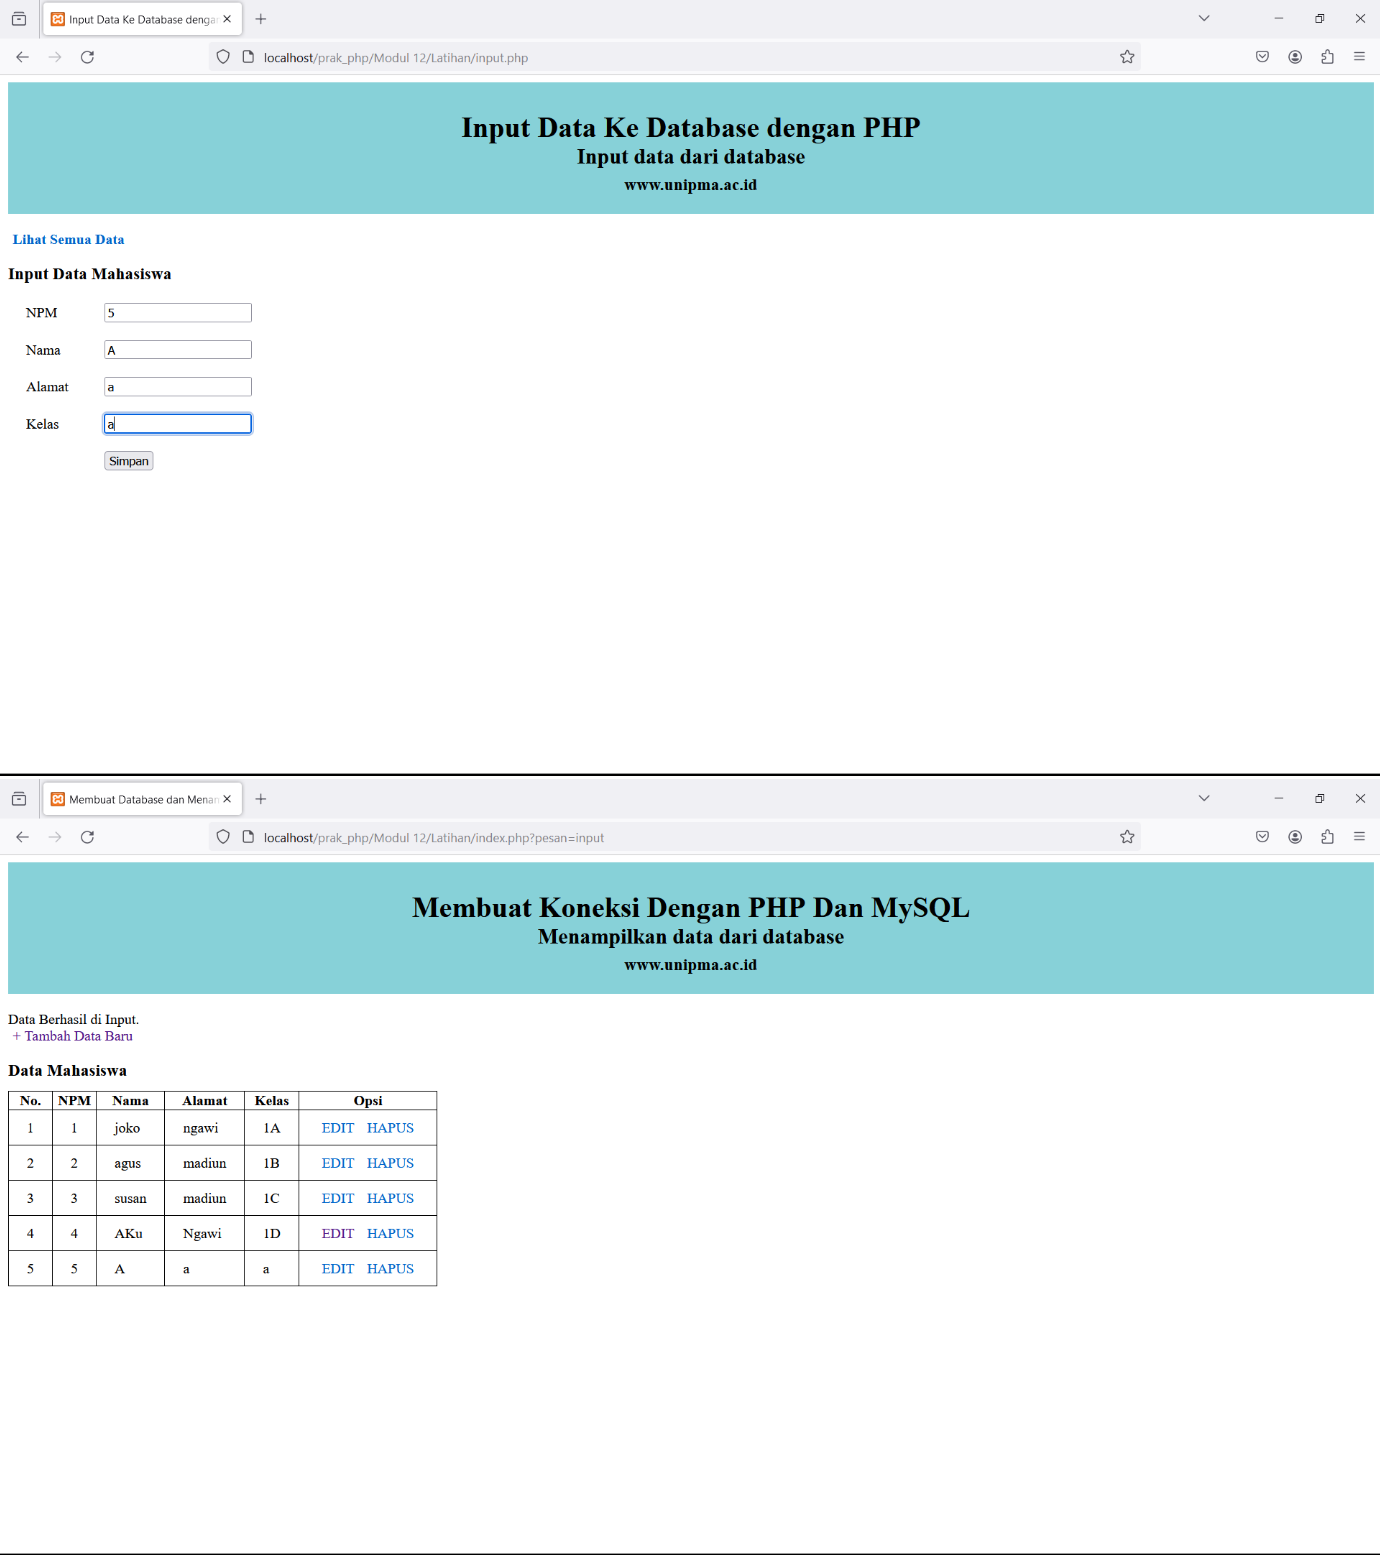 Input Data Ke Database denga
localhost/prak_php/Modul 12/Latihan/input.php
Input Data Ke Database dengan PHP
Input data dari database
www.unipma.ac.id
Lihat Semua Data
Input Data Mahasiswa
NPM 5
Nama A
Alamat a
Kelas a
Simpan
Membuat Database dan Menan
localhost/prak_php/Modul 12/Latihan/index.php?pesan=input
Membuat Koneksi Dengan PHP Dan MySQL
Menampilkan data dari database
www.unipma.ac.id
Data Berhasil di Input.
+ Tambah Data Baru
Data Mahasiswa
No. NPM Nama Alamat Kelas Opsi
1 1 joko ngawi 1A EDIT HAPUS
2 2 agus madiun 1B EDIT HAPUS
3 3 susan madiun 1C EDIT HAPUS
4 4 AKu Ngawi 1D EDIT HAPUS
5 5 A a a EDIT HAPUS